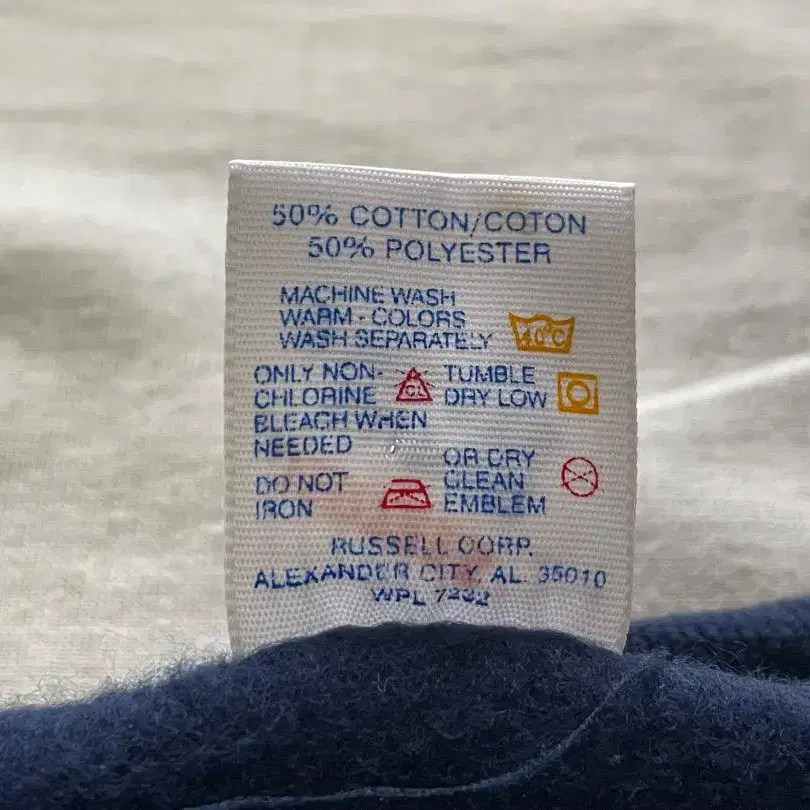 50% COTTON/COTON
50% POLYESTER
MACHINE WASH
WARM - COLORS
WASH SEPARATELY
40°C
ONLY NON-
CHLORINE
BLEACH WHEN
NEEDED
CL
TUMBLE
DRY LOW
DO NOT
IRON
OR DRY
CLEAN
EMBLEM
RUSSELL CORP.
ALEXANDER CITY, AL. 35010
WPL 7232